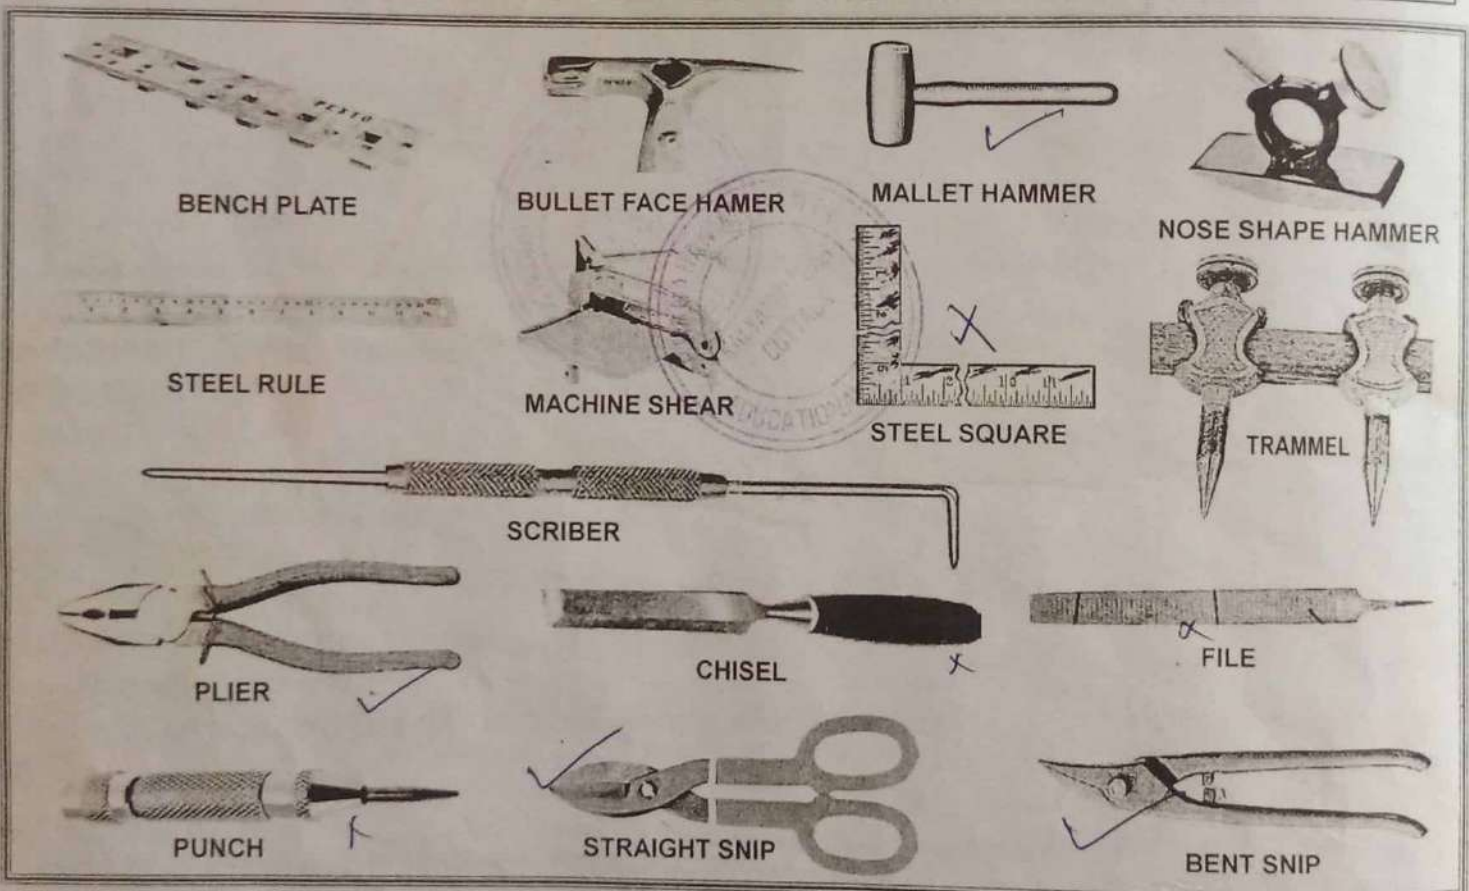 PEXTO
BENCH PLATE
BULLET FACE HAMER
MALLET HAMMER
NOSE SHAPE HAMMER
STEEL RULE
MACHINE SHEAR
STEEL SQUARE
TRAMMEL
SCRIBER
PLIER
CHISEL
FILE
PUNCH
STRAIGHT SNIP
BENT SNIP